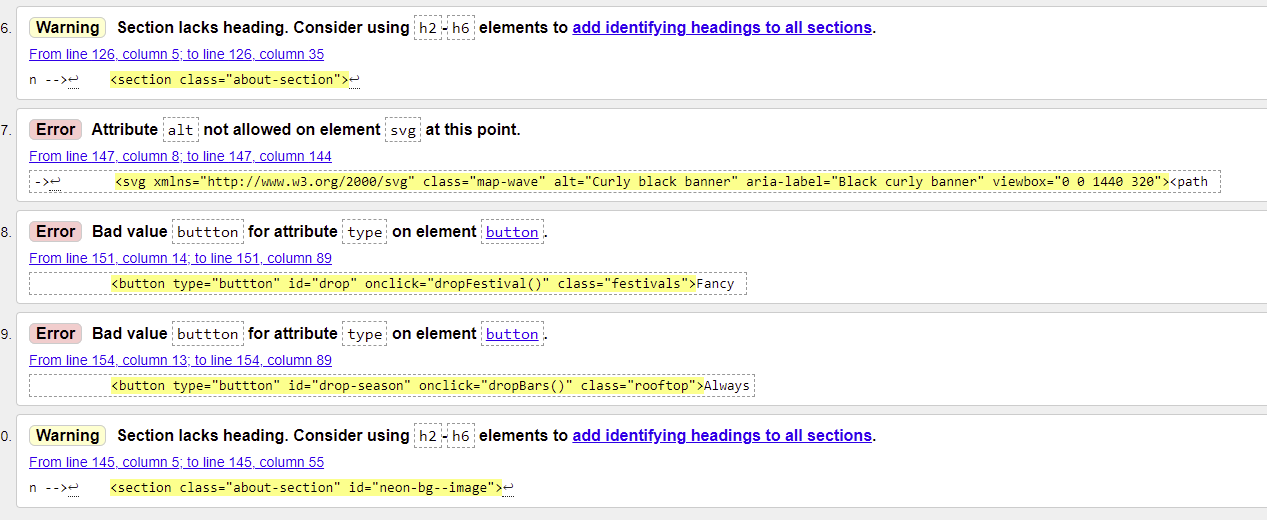 6. Warning Section lacks heading. Consider using h2-h6 elements to add identifying headings to all sections.
From line 126, column 5; to line 126, column 35
n -->↩ <section class="about-section">↩
7. Error Attribute alt not allowed on element svg at this point.
From line 147, column 8; to line 147, column 144
->↩ <svg xmlns="http://www.w3.org/2000/svg" class="map-wave" alt="Curly black banner" aria-label="Black curly banner" viewbox="0 0 1440 320"><path
8. Error Bad value buttton for attribute type on element button.
From line 151, column 14; to line 151, column 89
<button type="buttton" id="drop" onclick="dropFestival()" class="festivals">Fancy
9. Error Bad value buttton for attribute type on element button.
From line 154, column 13; to line 154, column 89
<button type="buttton" id="drop-season" onclick="dropBars()" class="rooftop">Always
0. Warning Section lacks heading. Consider using h2-h6 elements to add identifying headings to all sections.
From line 145, column 5; to line 145, column 55
n -->↩ <section class="about-section" id="neon-bg--image">↩